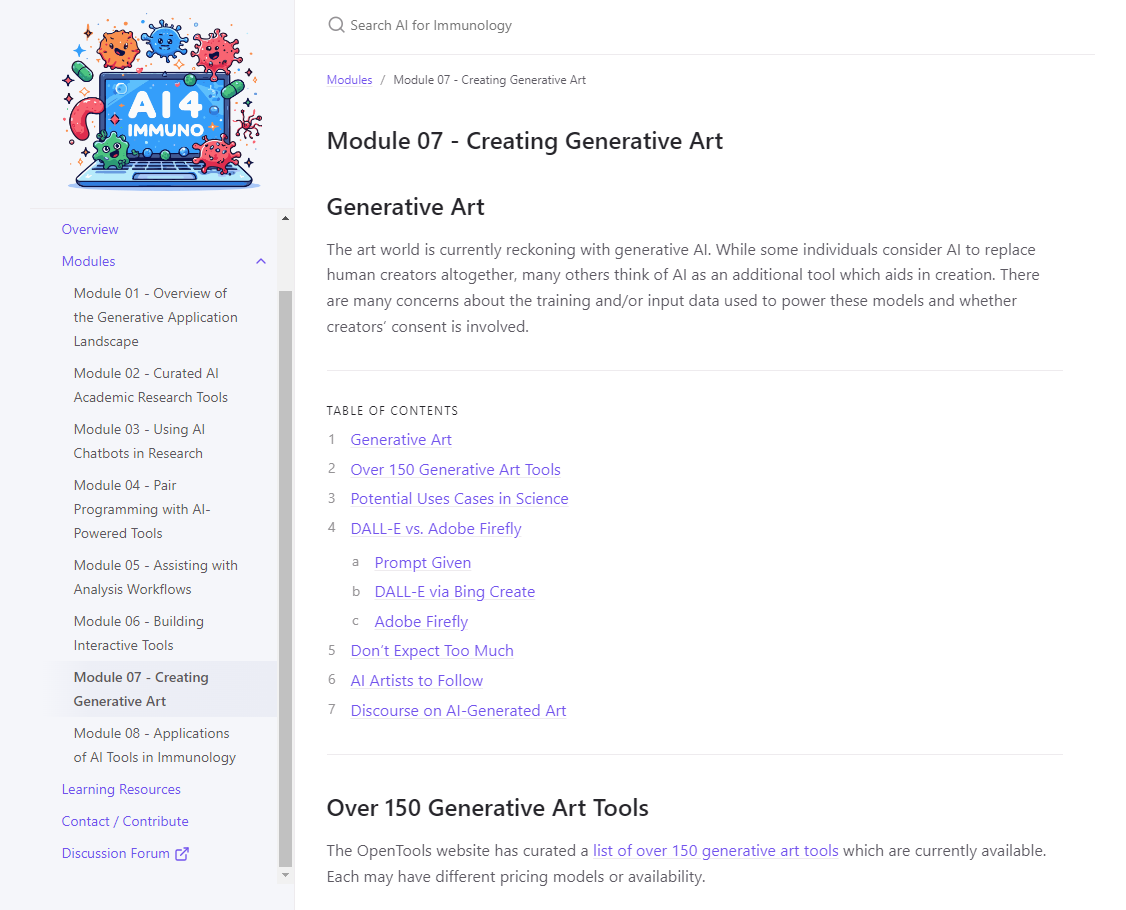 AI4
IMMUNO
Overview
Modules
Module 01 - Overview of
the Generative Application
Landscape
Module 02 - Curated AI
Academic Research Tools
Module 03 - Using AI
Chatbots in Research
Module 04 - Pair
Programming with AI-
Powered Tools
Module 05 - Assisting with
Analysis Workflows
Module 06 - Building
Interactive Tools
Module 07 - Creating
Generative Art
Module 08 - Applications
of AI Tools in Immunology
Learning Resources
Contact / Contribute
Discussion Forum
Search AI for Immunology
Modules / Module 07 - Creating Generative Art
Module 07 - Creating Generative Art
Generative Art
The art world is currently reckoning with generative AI. While some individuals consider AI to replace
human creators altogether, many others think of AI as an additional tool which aids in creation. There
are many concerns about the training and/or input data used to power these models and whether
creators’ consent is involved.
TABLE OF CONTENTS
1 Generative Art
2 Over 150 Generative Art Tools
3 Potential Uses Cases in Science
4 DALL-E vs. Adobe Firefly
a Prompt Given
b DALL-E via Bing Create
c Adobe Firefly
5 Don’t Expect Too Much
6 AI Artists to Follow
7 Discourse on AI-Generated Art
Over 150 Generative Art Tools
The OpenTools website has curated a list of over 150 generative art tools which are currently available.
Each may have different pricing models or availability.